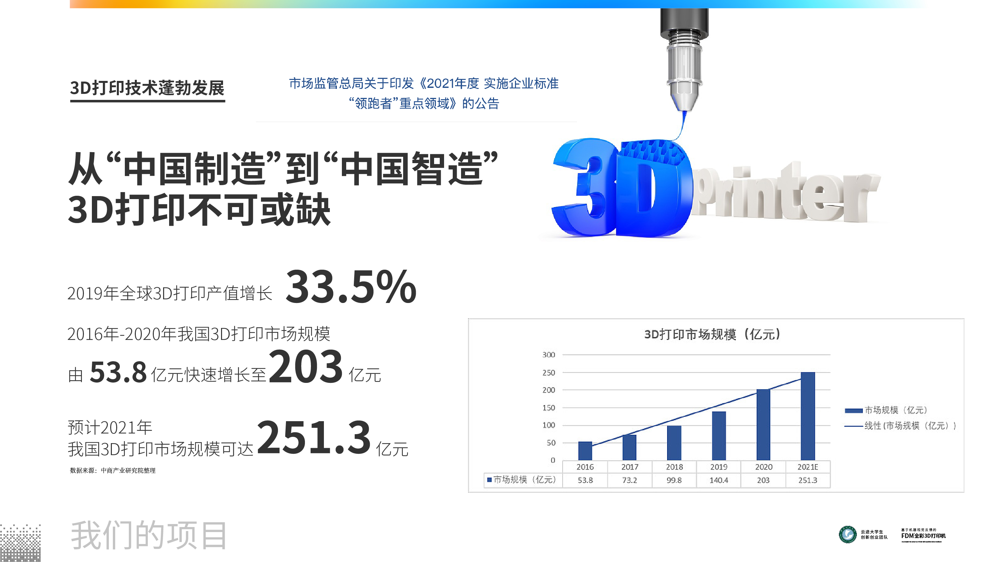 3D打印技术蓬勃发展
市场监管总局关于印发《2021年度 实施企业标准
“领跑者”重点领域》的公告
从“中国制造”到“中国智造”
3D打印不可或缺
3D Printer
2019年全球3D打印产值增长 33.5%
2016年-2020年我国3D打印市场规模
由 53.8 亿元快速增长至 203 亿元
预计2021年
我国3D打印市场规模可达 251.3 亿元
数据来源：中商产业研究院整理
3D打印市场规模（亿元）
300
250
200
150
100
50
0
2016 2017 2018 2019 2020 2021E
市场规模（亿元） 53.8 73.2 99.8 140.4 203 251.3
市场规模（亿元）
线性 (市场规模（亿元）)
我们的项目
云迹大学生
创新创业团队
基于机器视觉反馈的
FDM全彩3D打印机